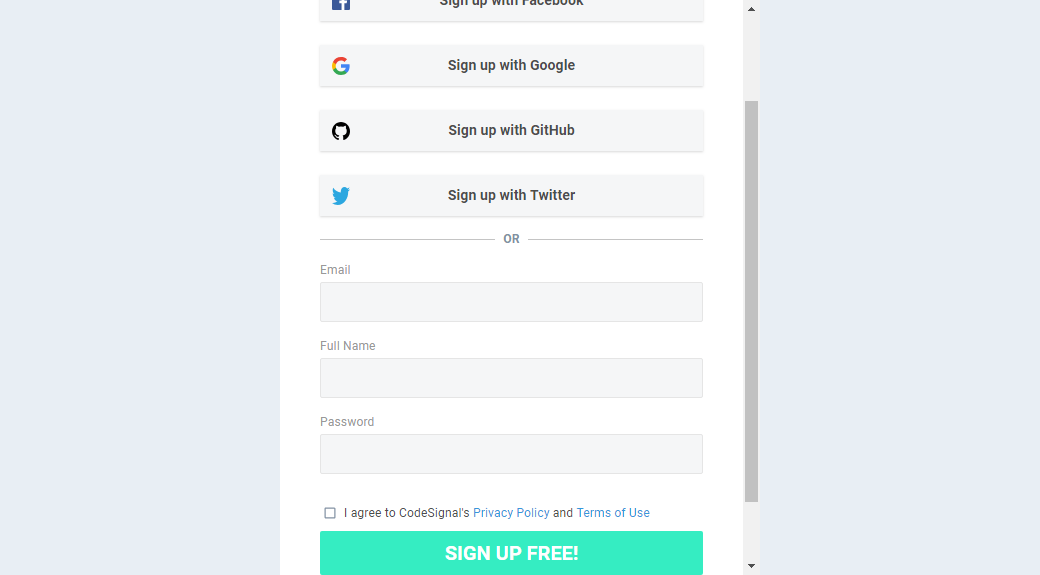 Sign up with Facebook
Sign up with Google
Sign up with GitHub
Sign up with Twitter
OR
Email
Full Name
Password
I agree to CodeSignal's Privacy Policy and Terms of Use
SIGN UP FREE!